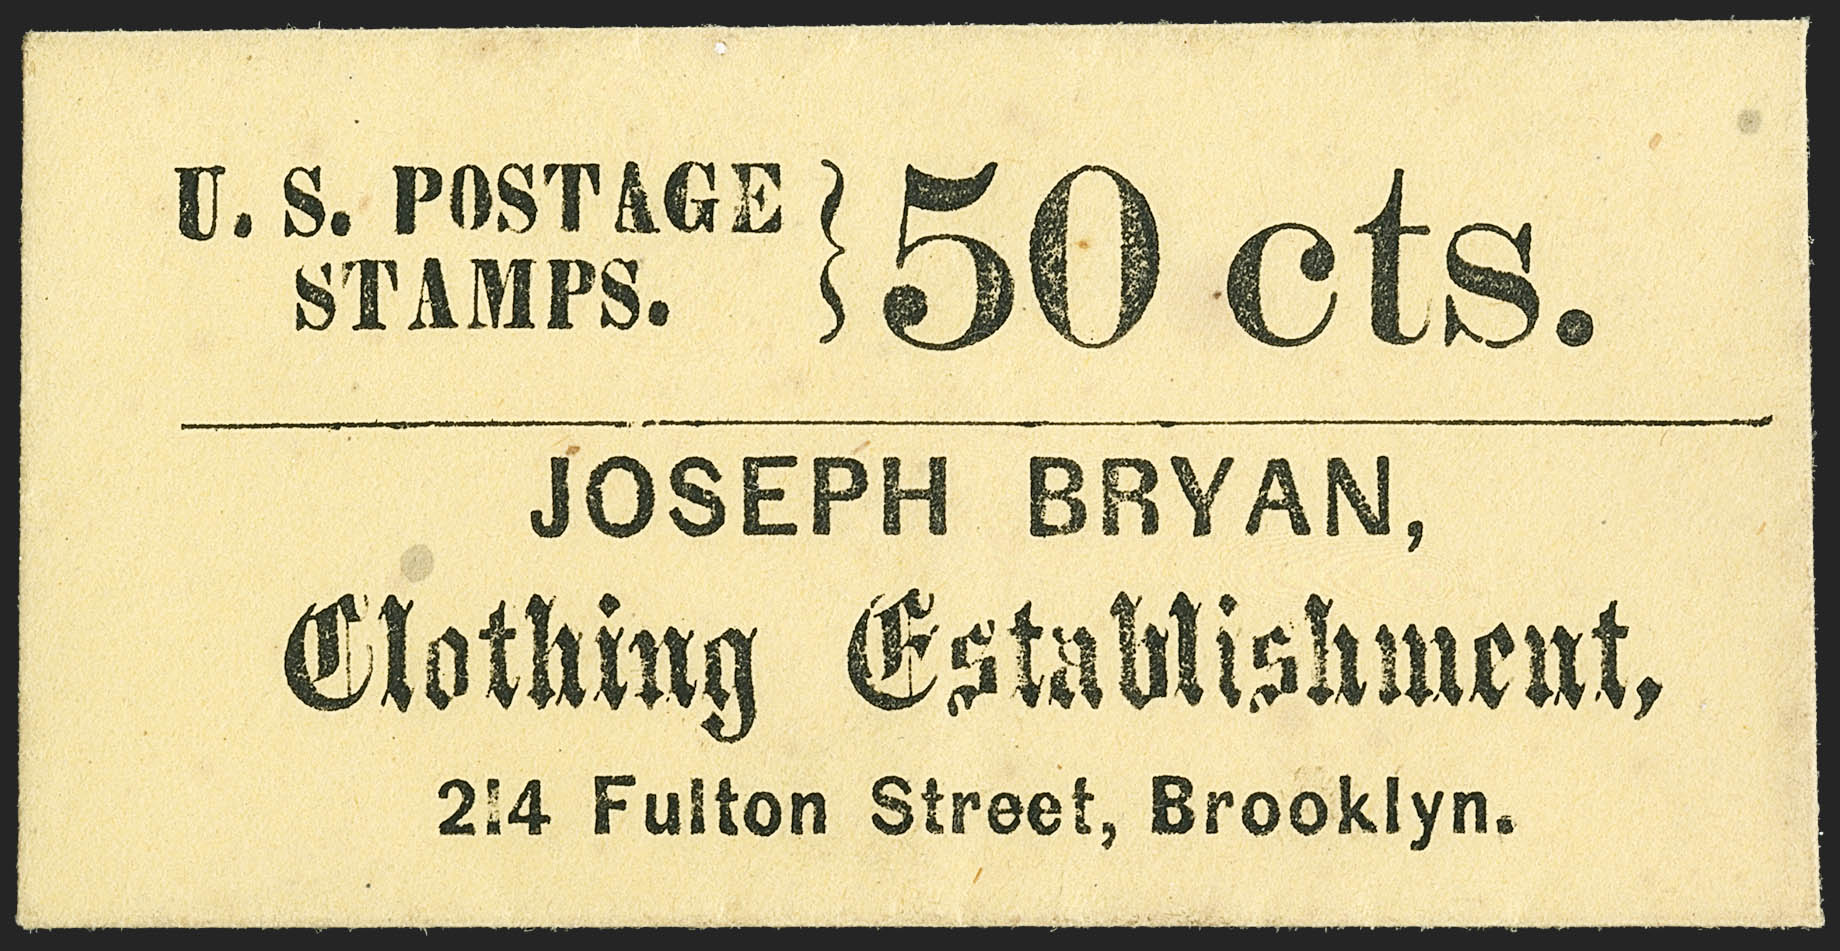 U. S. POSTAGE
STAMPS.
50 cts.
JOSEPH BRYAN,
Clothing Establishment,
214 Fulton Street, Brooklyn.